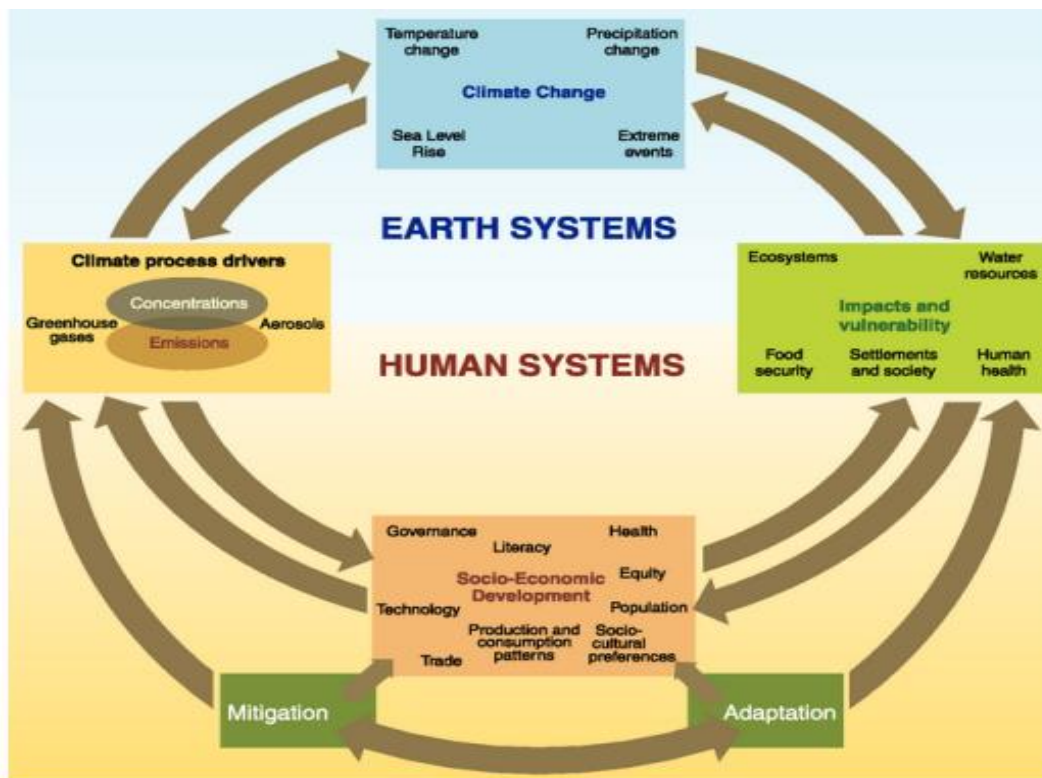 Temperature
change
Precipitation
change
Climate Change
Sea Level
Rise
Extreme
events
EARTH SYSTEMS
Climate process drivers
Concentrations
Greenhouse
gases
Aerosols
Emissions
Ecosystems
Water
resources
Impacts and
vulnerability
Food
security
Settlements
and society
Human
health
HUMAN SYSTEMS
Governance
Literacy
Health
Socio-Economic
Development
Equity
Technology
Population
Production and
consumption
patterns
Socio-
cultural
preferences
Trade
Mitigation
Adaptation